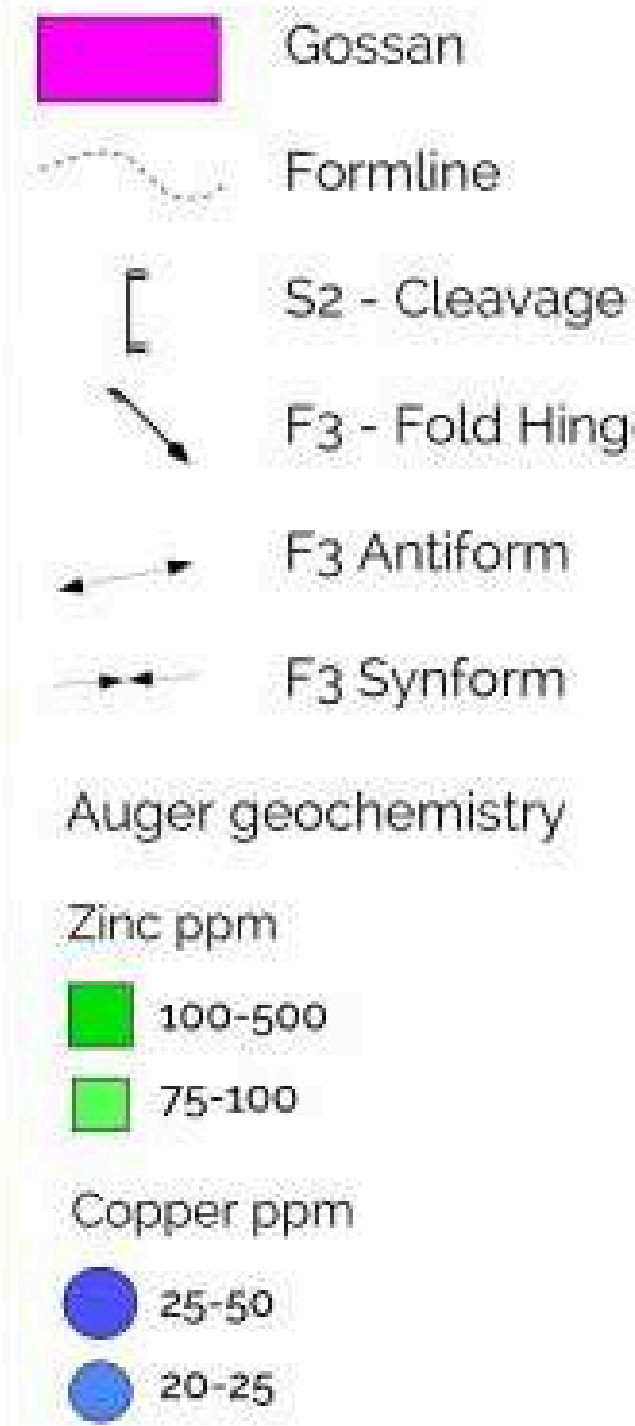 Gossan
Formline
S2 - Cleavage
F3 - Fold Hing
F3 Antiform
F3 Synform
Auger geochemistry
Zinc ppm
100-500
75-100
Copper ppm
25-50
20-25